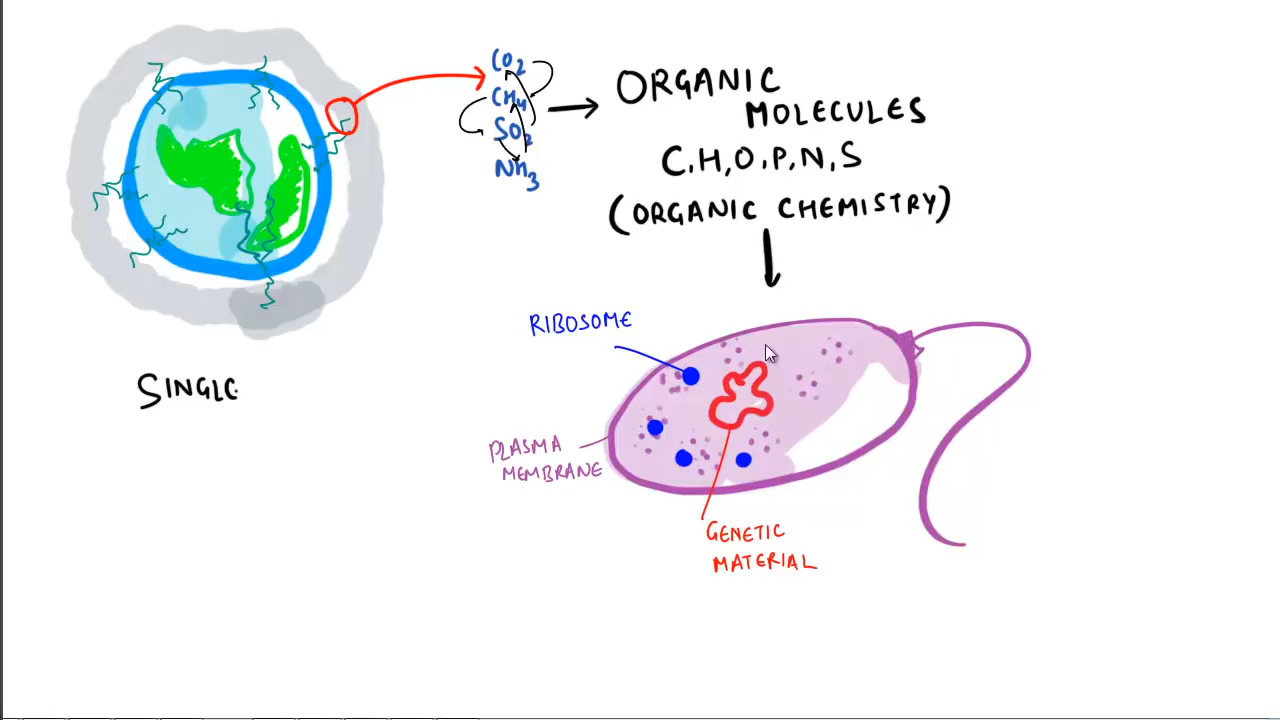 CO2
CH4
SO2
NH3
ORGANIC
MOLECULES
C.H,O.P,N,S
(ORGANIC CHEMISTRY)
RIBOSOME
SINGLE
PLASMA
MEMBRANE
GENETIC
MATERIAL